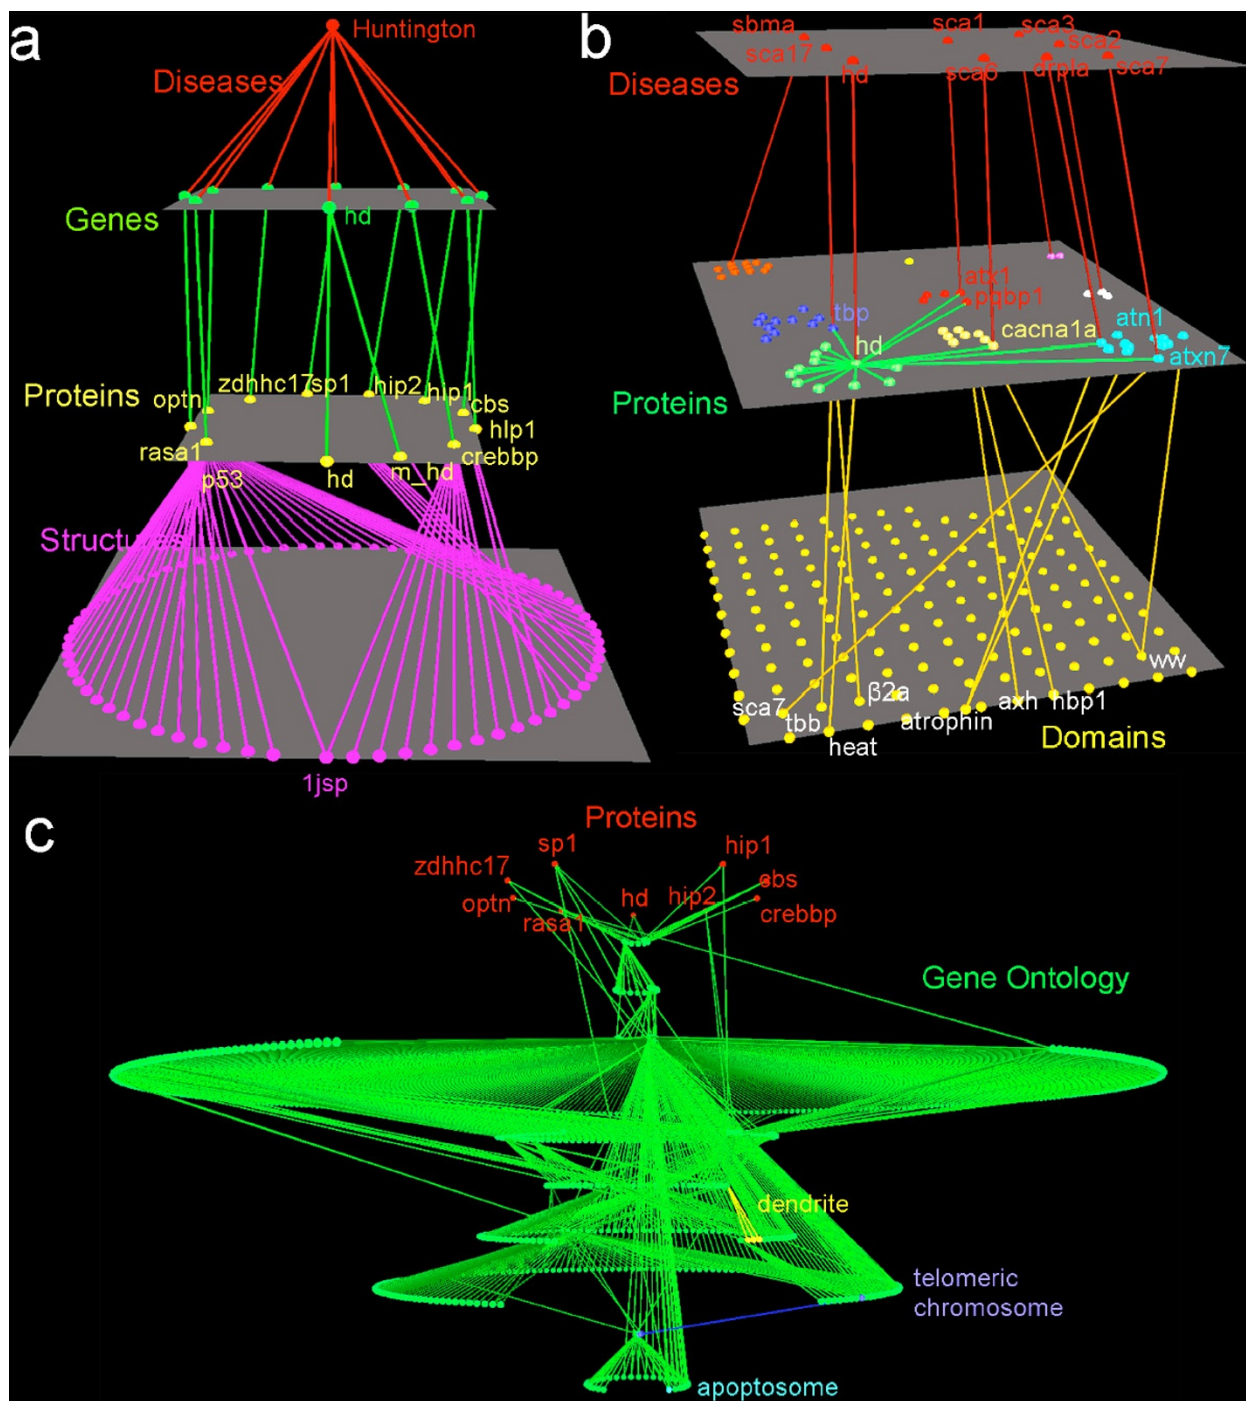 a
Huntington
Diseases
Genes
hd
Proteins
optn
zdhhc17
sp1
hip2
hip1
cbs
hlp1
rasa1
p53
hd
m_hd
crebbp
Structures
1jsp
b
sbma
sca1
sca3
sca2
sca17
hd
sca6
drpla
sca7
Diseases
atx1
pqbp1
tbp
hd
cacna1a
atn1
atxn7
Proteins
sca7
tbb
β2a
heat
atrophin
axh
hbp1
ww
Domains
c
Proteins
sp1
hip1
zdhhc17
cbs
optn
rasa1
hd
hip2
crebbp
Gene Ontology
dendrite
telomeric
chromosome
apoptosome